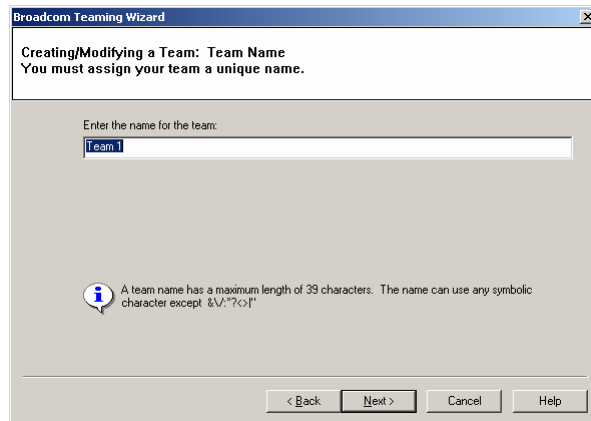 Broadcom Teaming Wizard
Creating/Modifying a Team: Team Name
You must assign your team a unique name.
Enter the name for the team:
Team 1
A team name has a maximum length of 39 characters. The name can use any symbolic
character except &\/:*?<>|"
< Back
Next >
Cancel
Help